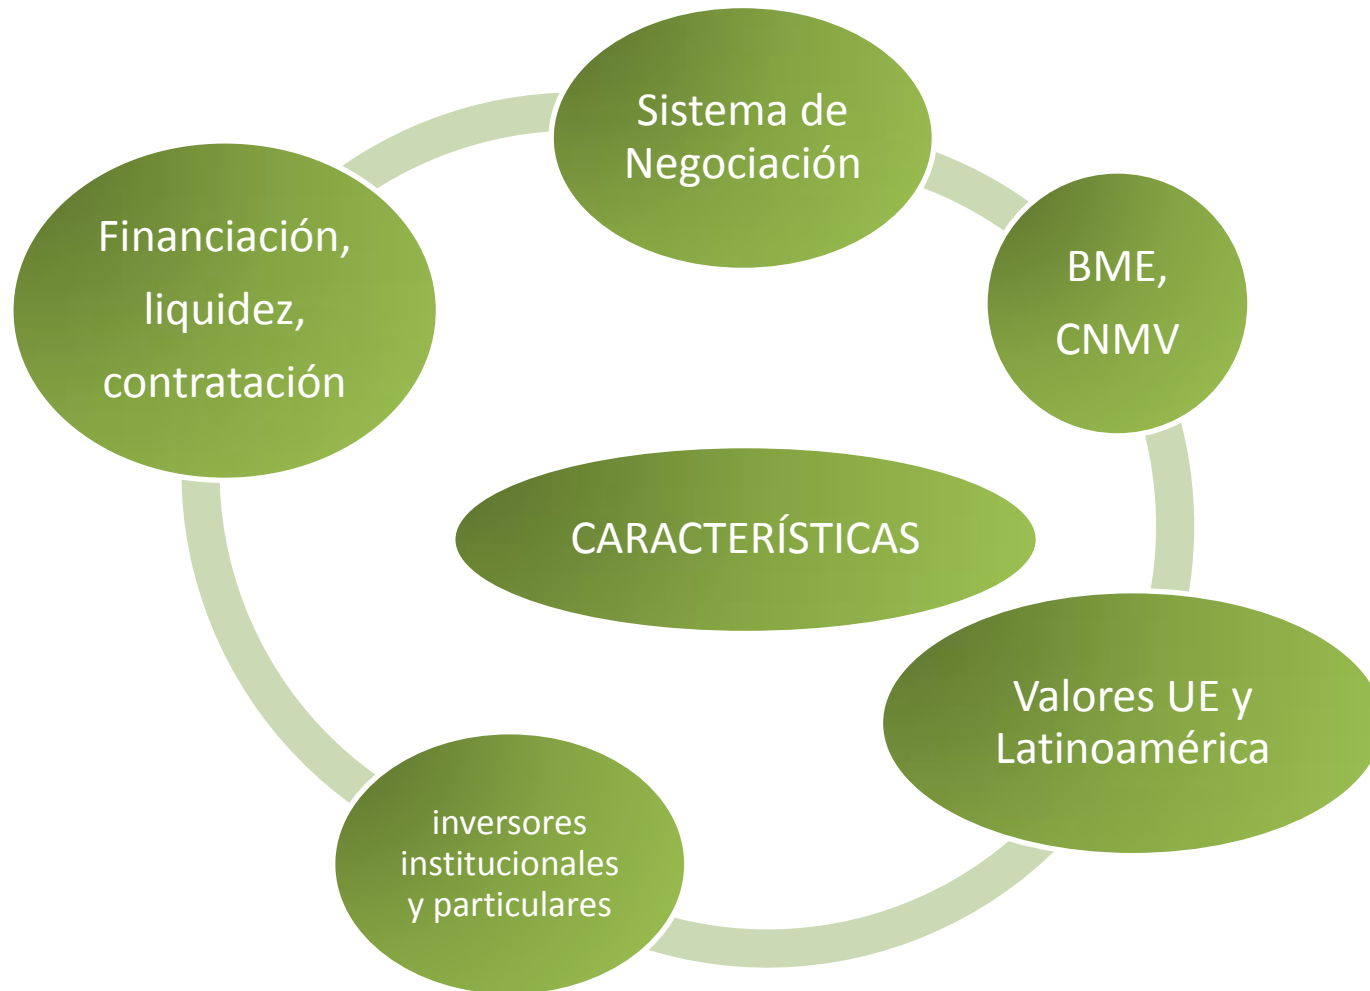 Sistema de
Negociación
BME,
CNMV
Valores UE y
Latinoamérica
inversores
institucionales
y particulares
Financiación,
liquidez,
contratación
CARACTERÍSTICAS